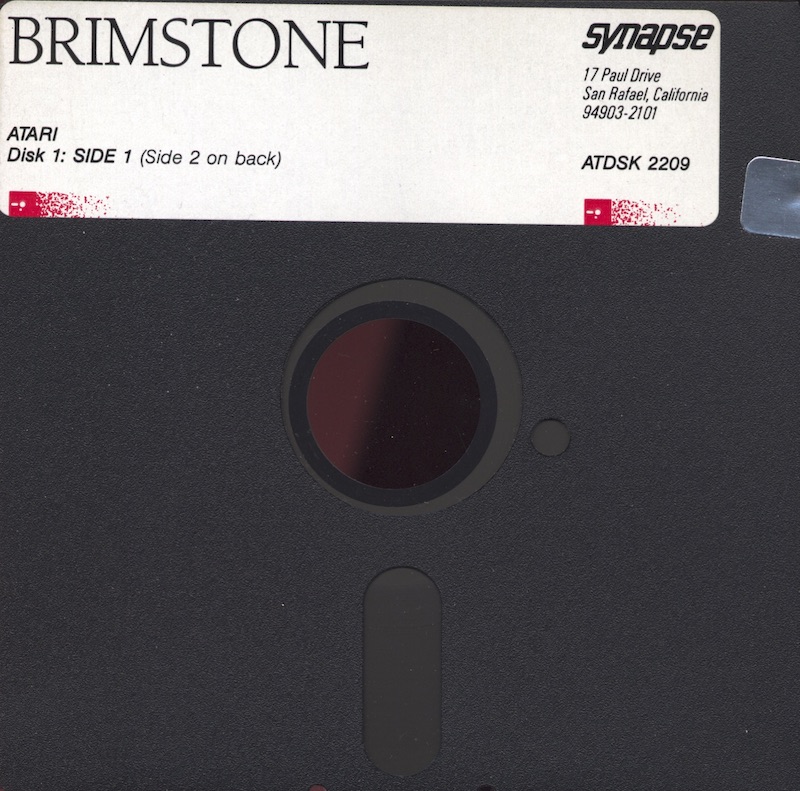 BRIMSTONE
ATARI
Disk 1: SIDE 1 (Side 2 on back)
synapse
17 Paul Drive
San Rafael, California
94903-2101
ATDSK 2209